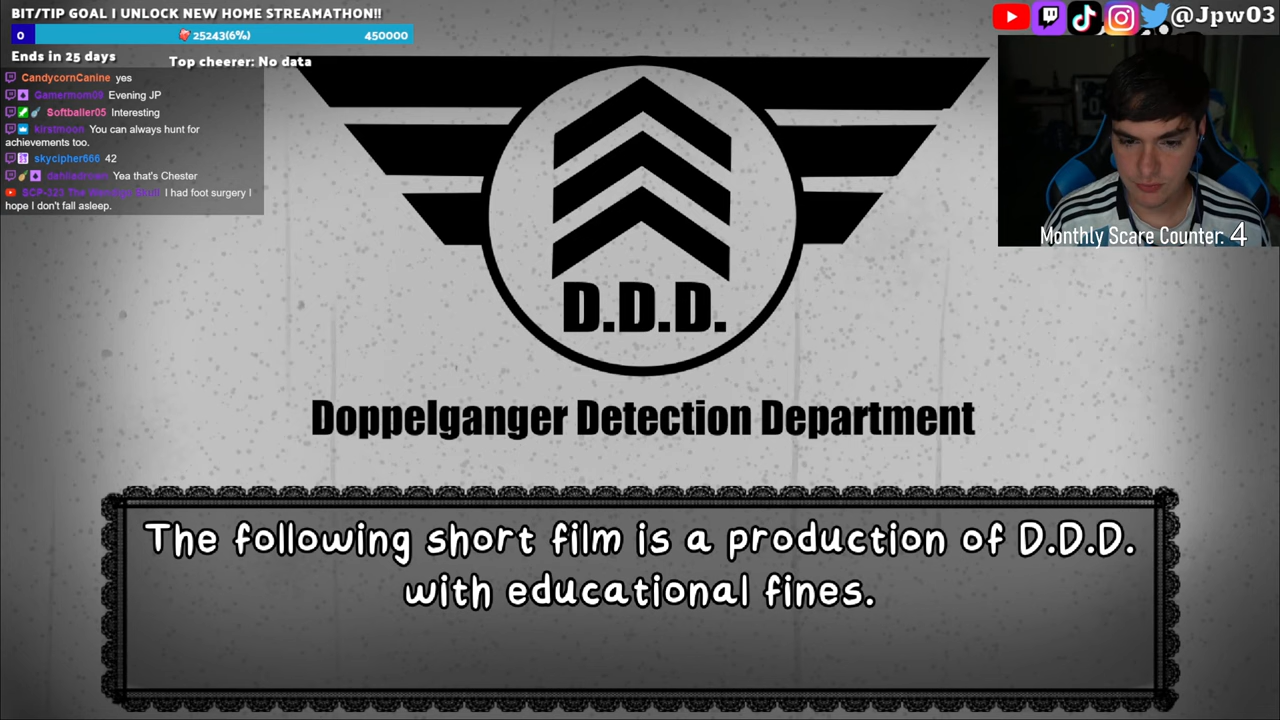 BIT/TIP GOAL I UNLOCK NEW HOME STREAMATHON!!
0 25243(6%) 450000
Ends in 25 days
Top cheerer: No data
CandycornCanine yes
Gamermom09 Evening JP
Softballer05 Interesting
kirstmoon You can always hunt for
achievements too.
skycipher666 42
Yea that's Chester
I had foot surgery I
hope I don't fall asleep.
@Jpw03
Monthly Scare Counter: 4
D.D.D.
Doppelganger Detection Department
The following short film is a production of D.D.D.
with educational fines.